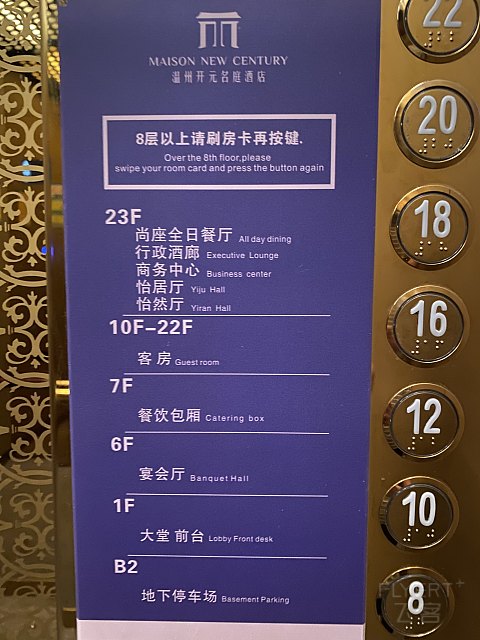 MAISON NEW CENTURY
温州开元名庭酒店
8层以上请刷房卡再按键.
Over the 8th floor,please
swipe your room card and press the button again
23F
尚座全日餐厅 All day dining
行政酒廊 Executive Lounge
商务中心 Business center
怡居厅 Yiju Hall
怡然厅 Yiran Hall
10F-22F
客房 Guest room
7F
餐饮包厢 Catering box
6F
宴会厅 Banquet Hall
1F
大堂 前台 Lobby Front desk
B2
地下停车场 Basement Parking
22
20
18
16
12
10
8
FLYERT+
飞客